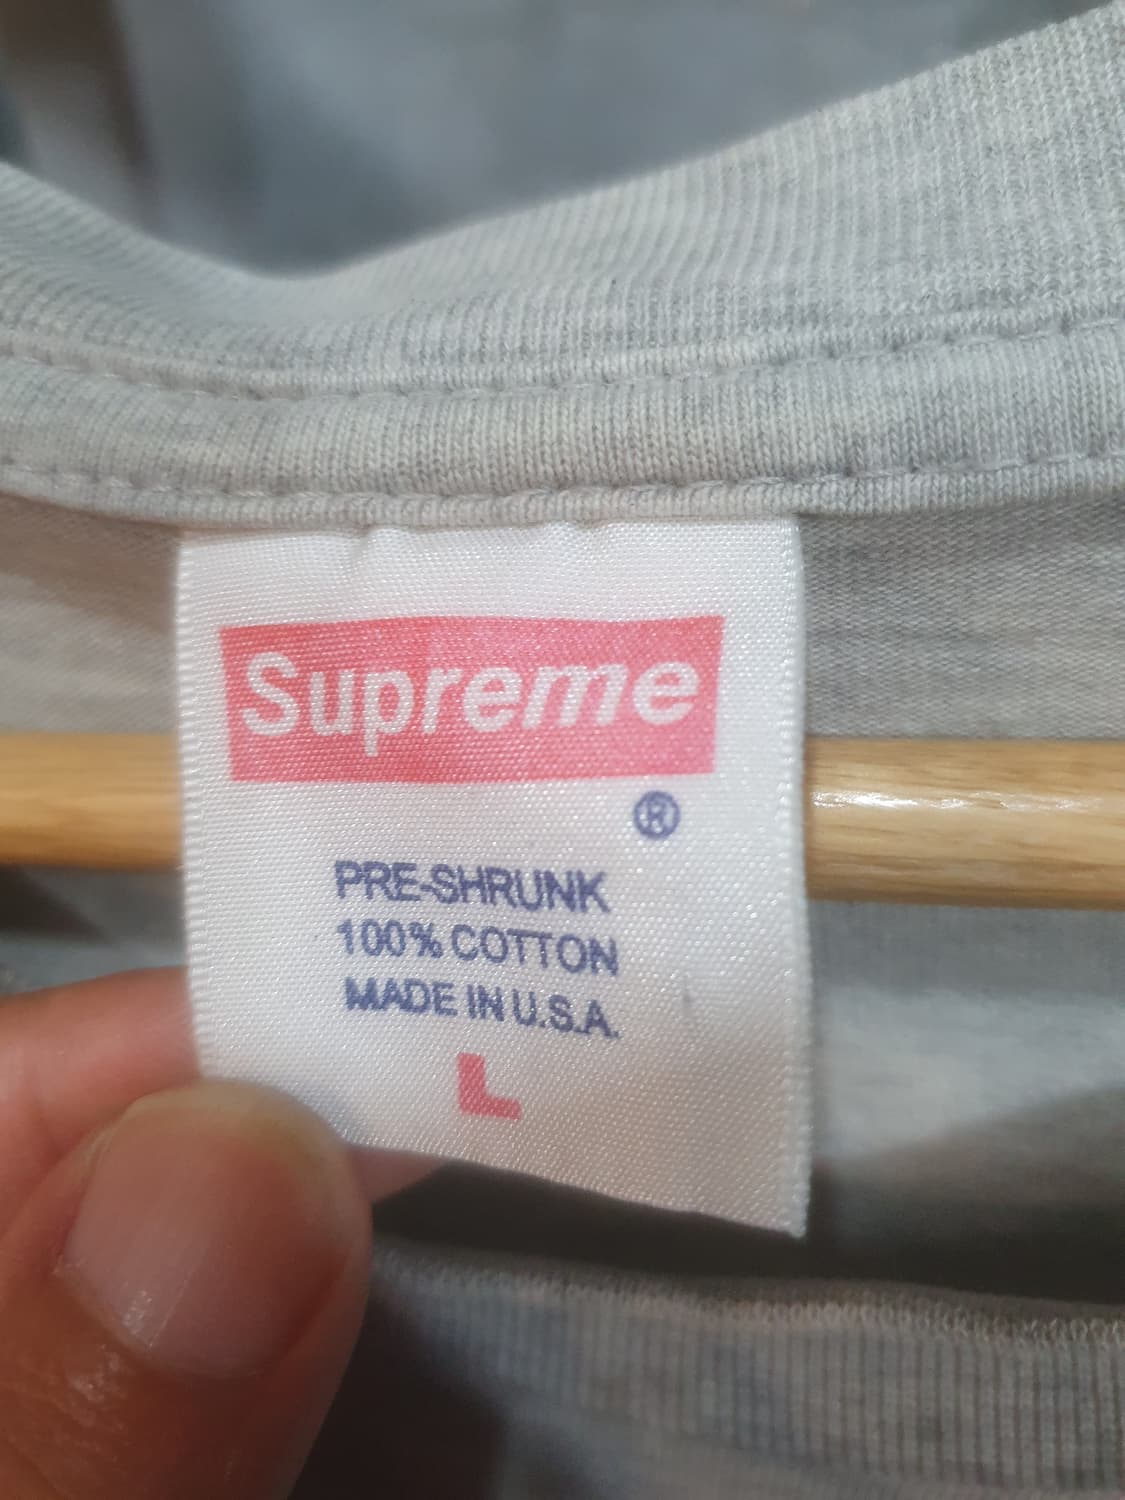 Supreme
®
PRE-SHRUNK
100% COTTON
MADE IN U.S.A.
L